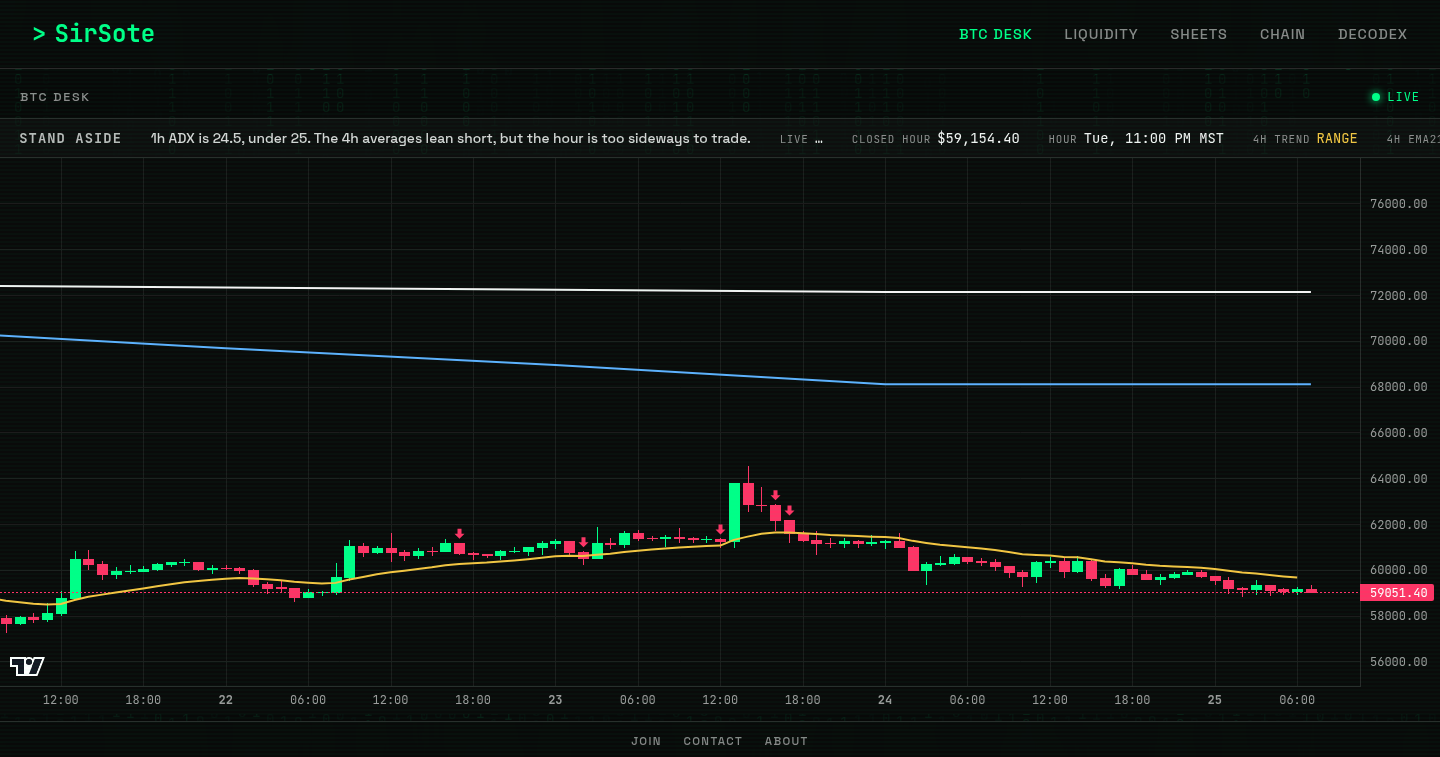 > SirSote
BTC DESK LIQUIDITY SHEETS CHAIN DECODEX
BTC DESK
LIVE
STAND ASIDE 1h ADX is 24.5, under 25. The 4h averages lean short, but the hour is too sideways to trade. LIVE … CLOSED HOUR $59,154.40 HOUR Tue, 11:00 PM MST 4H TREND RANGE 4H EMA21
76000.00
74000.00
72000.00
70000.00
68000.00
66000.00
64000.00
62000.00
60000.00
59051.40
58000.00
56000.00
12:00 18:00 22 06:00 12:00 18:00 23 06:00 12:00 18:00 24 06:00 12:00 18:00 25 06:00
JOIN CONTACT ABOUT